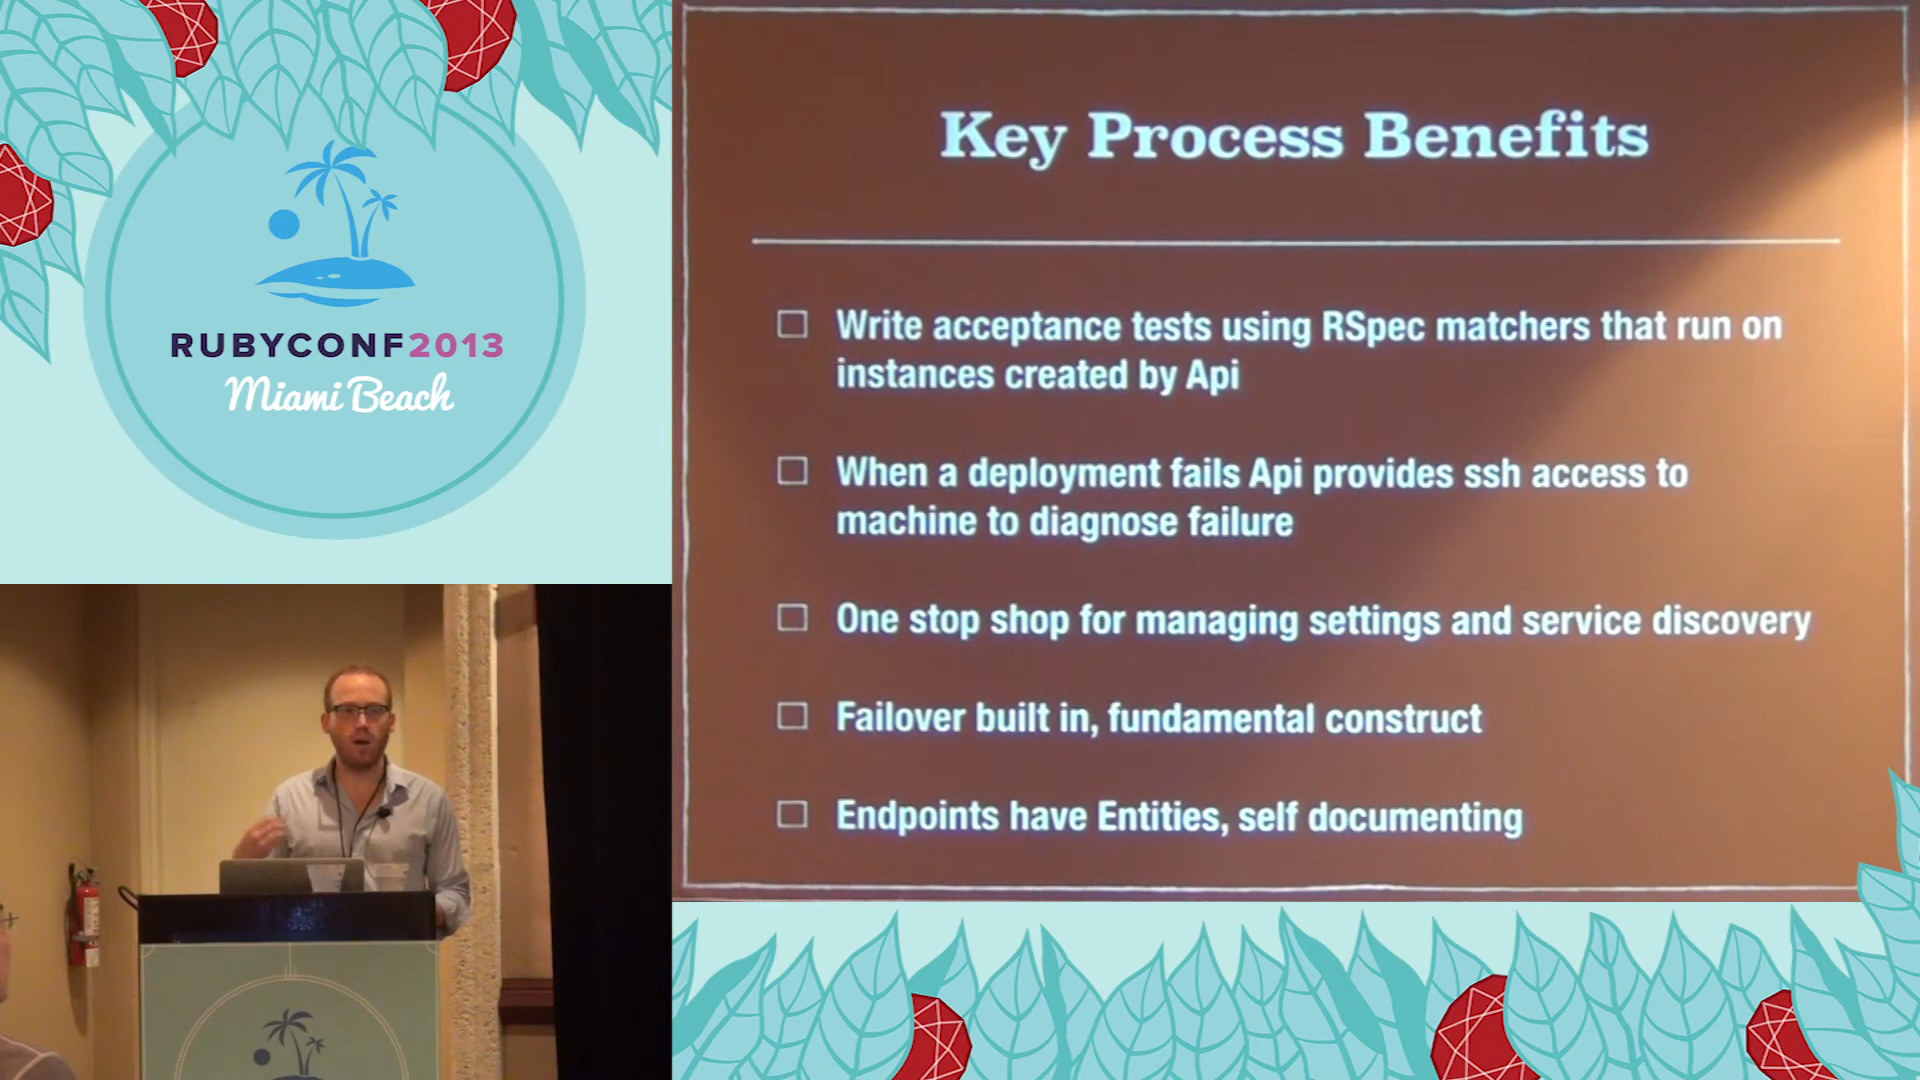 RUBYCONF2013
Miami Beach
Key Process Benefits
Write acceptance tests using RSpec matchers that run on
instances created by Api
When a deployment fails Api provides ssh access to
machine to diagnose failure
One stop shop for managing settings and service discovery
Failover built in, fundamental construct
Endpoints have Entities, self documenting